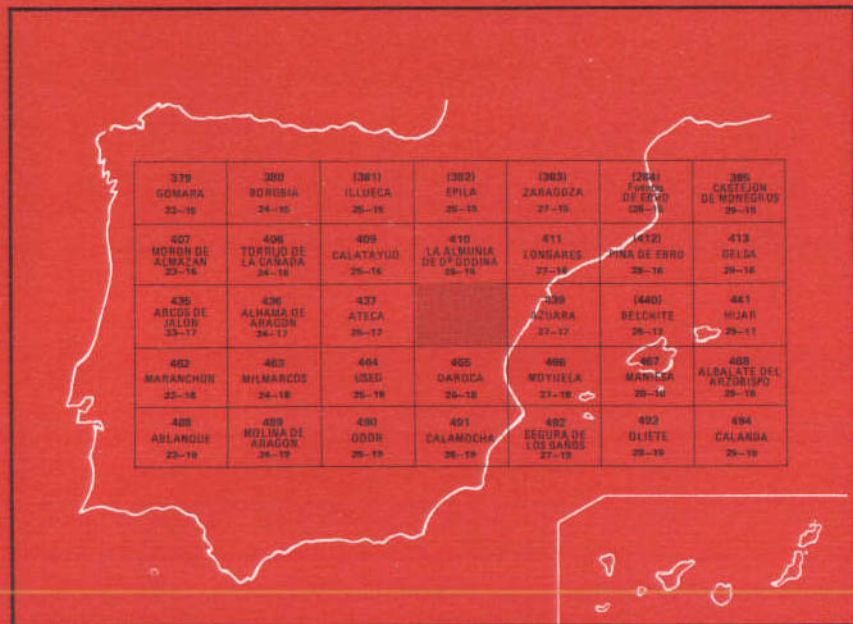 379
GOMARA
23—15
380
BOROBIA
24—15
(381)
ILLUECA
25—15
(382)
EPILA
26—15
(383)
ZARAGOZA
27—15
(384)
Fuentes
DE EBRO
(28—15
385
CASTEJON
DE MONEGROS
29—15
407
MORON DE
ALMAZAN
23—16
408
TORRIJO DE
LA CAÑADA
24—16
409
CALATAYUD
25—16
410
LA ALMUNIA
DE Dª GODINA
26—16
411
LONGARES
27—16
(412)
PINA DE EBRO
28—16
413
GELSA
29—16
435
ARCOS DE
JALON
23—17
436
ALHAMA DE
ARAGON
24—17
437
ATECA
25—17
439
AZUARA
27—17
(440)
BELCHITE
28—17
441
HIJAR
29—17
462
MARANCHON
23—18
463
MILMARCOS
24—18
464
USED
25—18
465
DAROCA
26—18
466
MOYUELA
27—18
467
MANIESA
28—18
468
ALBALATE DEL
ARZOBISPO
29—18
488
ABLANQUE
23—19
489
MOLINA DE
ARAGON
24—19
490
ODON
25—19
491
CALAMOCHA
26—19
492
SEGURA DE
LOS BAÑOS
27—19
493
OLIETE
28—19
494
CALANDA
29—19